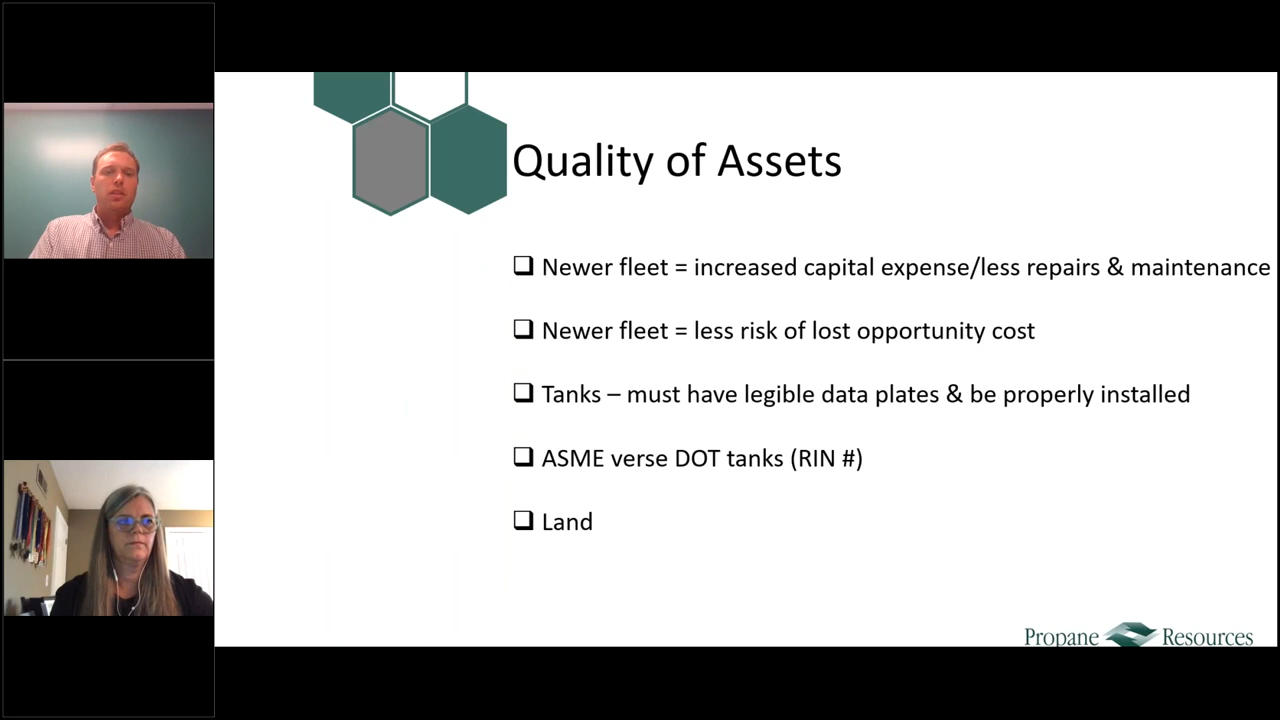 Quality of Assets
Newer fleet = increased capital expense/less repairs & maintenance
Newer fleet = less risk of lost opportunity cost
Tanks – must have legible data plates & be properly installed
ASME verse DOT tanks (RIN #)
Land
Propane Resources